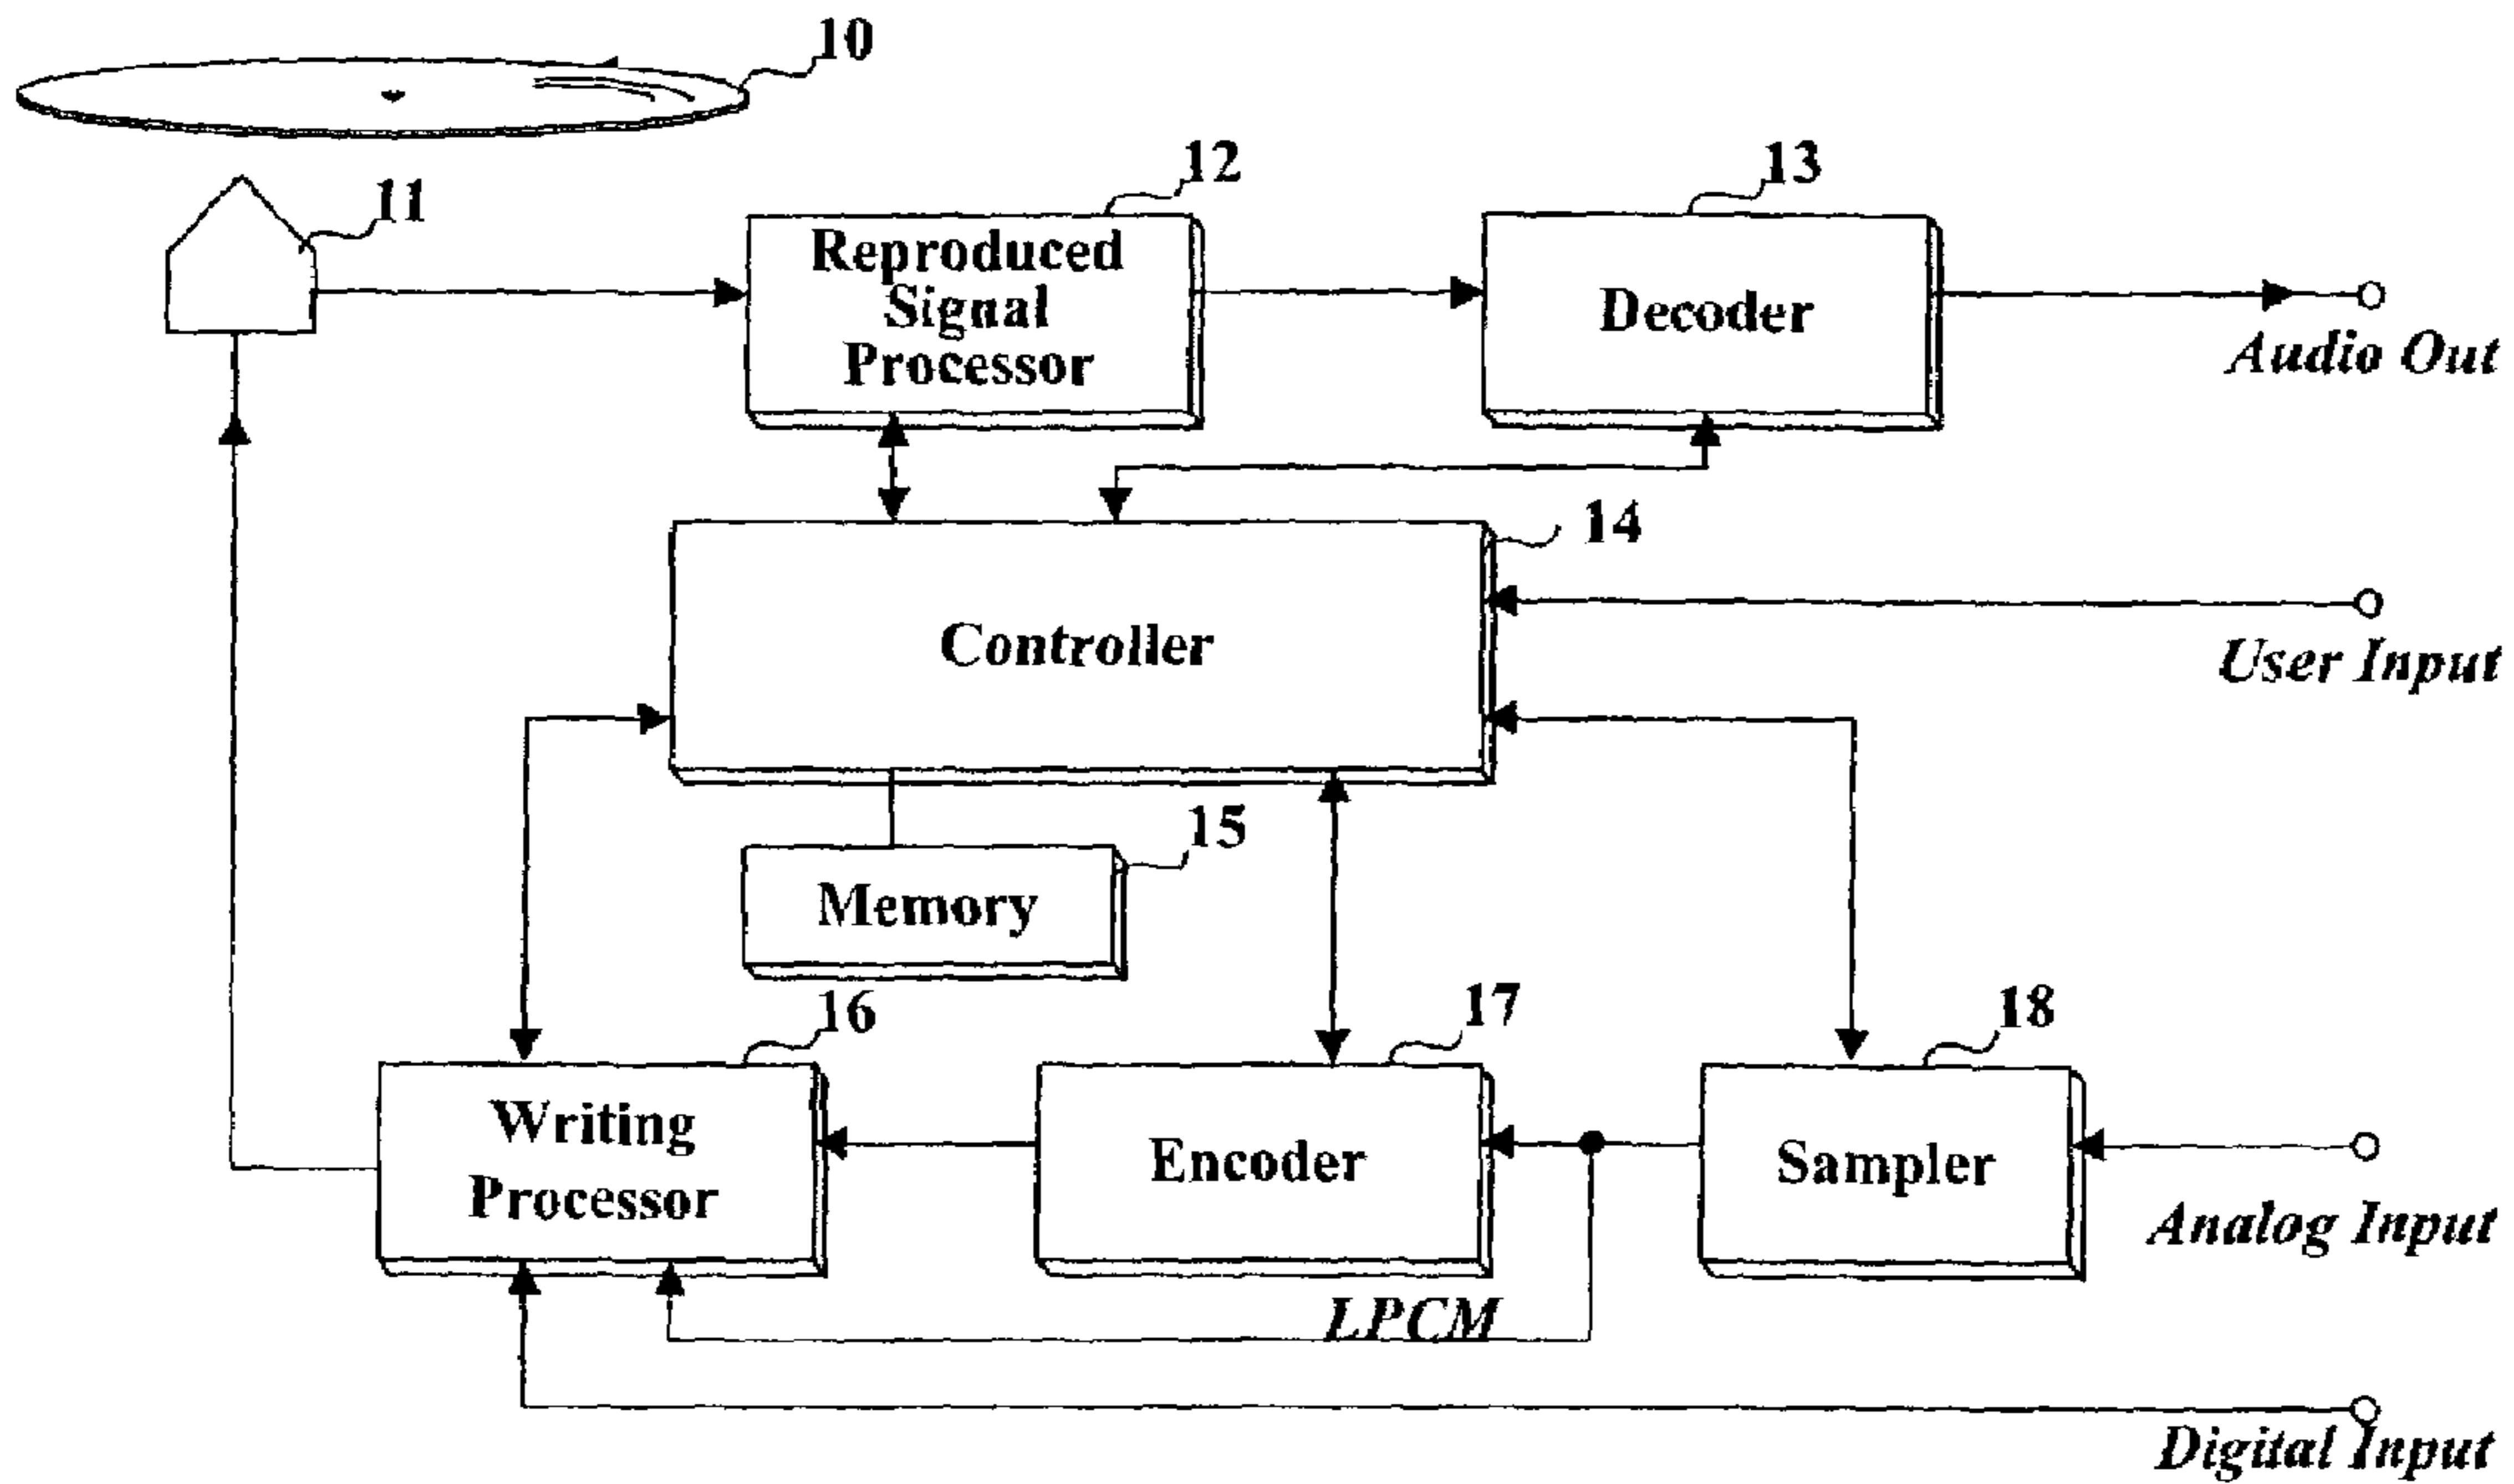 10
11
12
13
Reproduced
Signal
Processor
Decoder
Audio Out
14
Controller
User Input
15
Memory
16
17
18
Writing
Processor
Encoder
Sampler
Analog Input
LPCM
Digital Input